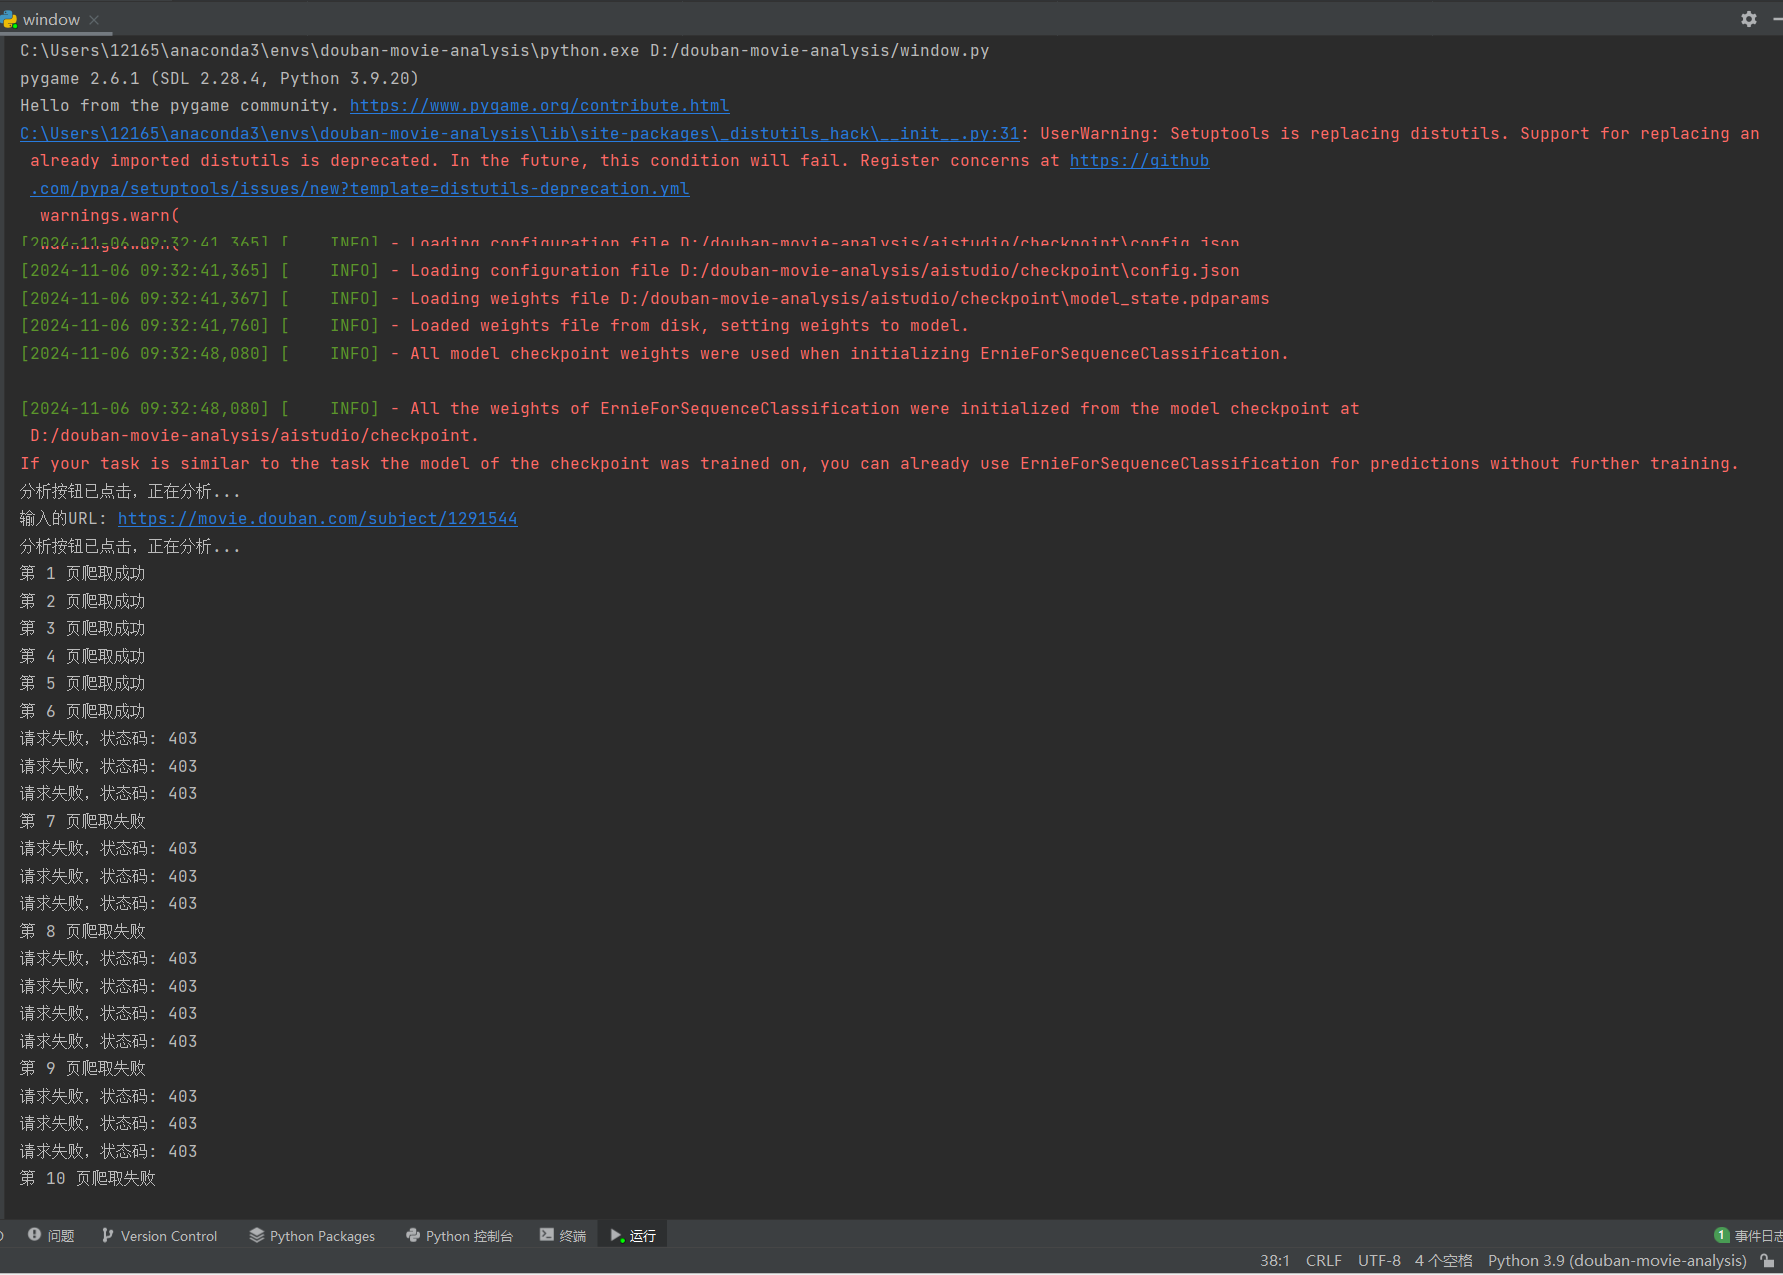 window
C:\Users\12165\anaconda3\envs\douban-movie-analysis\python.exe D:/douban-movie-analysis/window.py
pygame 2.6.1 (SDL 2.28.4, Python 3.9.20)
Hello from the pygame community. https://www.pygame.org/contribute.html
C:\Users\12165\anaconda3\envs\douban-movie-analysis\lib\site-packages\_distutils_hack\__init__.py:31: UserWarning: Setuptools is replacing distutils. Support for replacing an
already imported distutils is deprecated. In the future, this condition will fail. Register concerns at https://github
.com/pypa/setuptools/issues/new?template=distutils-deprecation.yml
warnings.warn(
[2024-11-06 09:32:41,365] [    INFO] - Loading configuration file D:/douban-movie-analysis/aistudio/checkpoint\config.json
[2024-11-06 09:32:41,365] [    INFO] - Loading configuration file D:/douban-movie-analysis/aistudio/checkpoint\config.json
[2024-11-06 09:32:41,367] [    INFO] - Loading weights file D:/douban-movie-analysis/aistudio/checkpoint\model_state.pdparams
[2024-11-06 09:32:41,760] [    INFO] - Loaded weights file from disk, setting weights to model.
[2024-11-06 09:32:48,080] [    INFO] - All model checkpoint weights were used when initializing ErnieForSequenceClassification.
[2024-11-06 09:32:48,080] [    INFO] - All the weights of ErnieForSequenceClassification were initialized from the model checkpoint at
D:/douban-movie-analysis/aistudio/checkpoint.
If your task is similar to the task the model of the checkpoint was trained on, you can already use ErnieForSequenceClassification for predictions without further training.
分析按钮已点击，正在分析...
输入的URL: https://movie.douban.com/subject/1291544
分析按钮已点击，正在分析...
第 1 页爬取成功
第 2 页爬取成功
第 3 页爬取成功
第 4 页爬取成功
第 5 页爬取成功
第 6 页爬取成功
请求失败，状态码: 403
请求失败，状态码: 403
请求失败，状态码: 403
第 7 页爬取失败
请求失败，状态码: 403
请求失败，状态码: 403
请求失败，状态码: 403
第 8 页爬取失败
请求失败，状态码: 403
请求失败，状态码: 403
请求失败，状态码: 403
请求失败，状态码: 403
第 9 页爬取失败
请求失败，状态码: 403
请求失败，状态码: 403
请求失败，状态码: 403
第 10 页爬取失败
问题 Version Control Python Packages Python 控制台 终端 运行 1 事件日志
38:1 CRLF UTF-8 4 个空格 Python 3.9 (douban-movie-analysis)